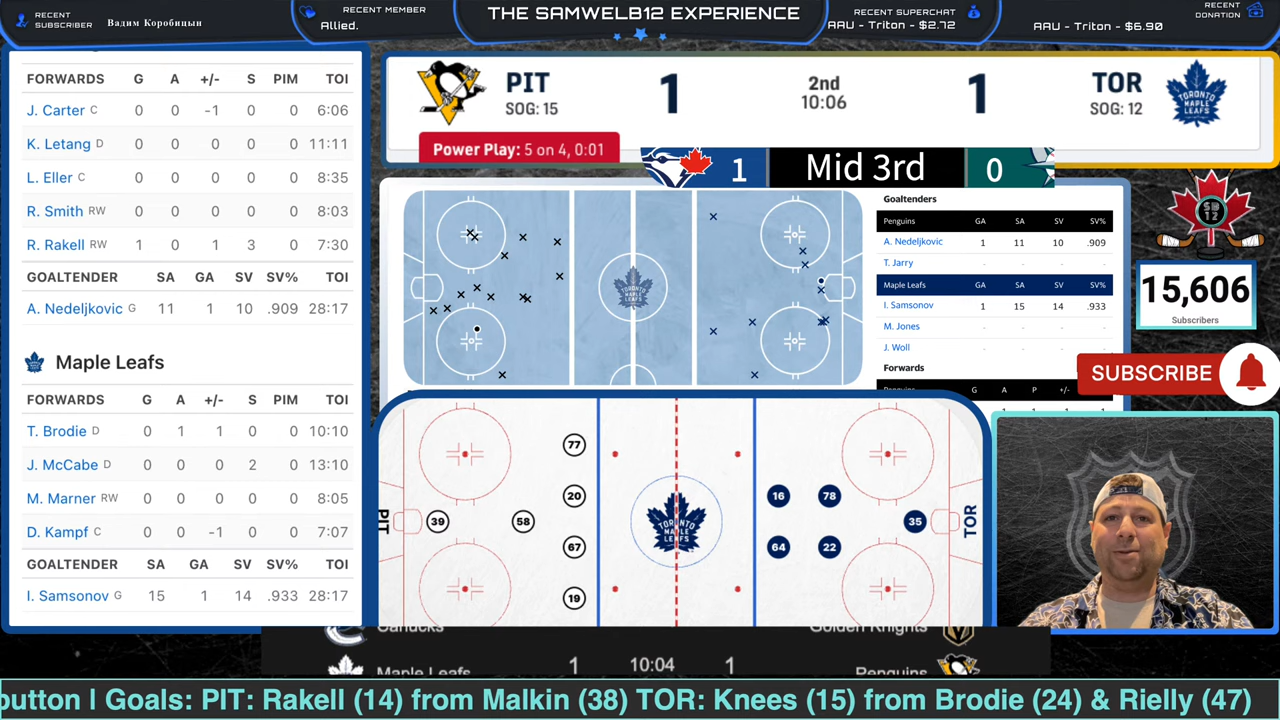 RECENT SUBSCRIBER
Вадим Коробицын
RECENT MEMBER
Allied.
THE SAMWELB12 EXPERIENCE
RECENT SUPERCHAT
AAU - Triton - $2.72
AAU - Triton - $6.90
RECENT DONATION
FORWARDS G A +/- S PIM TOI
J. Carter C 0 0 -1 0 0 6:06
K. Letang D 0 0 0 0 0 11:11
L. Eller C 0 0 0 0 0 8:35
R. Smith RW 0 0 0 0 0 8:03
R. Rakell RW 1 0 1 3 0 7:30
GOALTENDER SA GA SV SV% TOI
A. Nedeljkovic G 11 1 10 .909 28:17
Maple Leafs
FORWARDS G A +/- S PIM TOI
T. Brodie D 0 1 1 0 0 10:10
J. McCabe D 0 0 0 2 0 13:10
M. Marner RW 0 0 0 0 0 8:05
D. Kampf C 0 0 -1 0 0 7:07
GOALTENDER SA GA SV SV% TOI
I. Samsonov G 15 1 14 .933 28:17
PIT 1 2nd 1 TOR
SOG: 15 10:06 SOG: 12
Power Play: 5 on 4, 0:01
1 Mid 3rd 0
Goaltenders
Penguins GA SA SV SV%
A. Nedeljkovic 1 11 10 .909
T. Jarry - - - -
Maple Leafs GA SA SV SV%
I. Samsonov 1 15 14 .933
M. Jones - - - -
J. Woll - - - -
Forwards
Penguins G A P +/-
TORONTO MAPLE LEAFS
SB 12
15,606
Subscribers
SUBSCRIBE
PIT
39
58
77
20
67
19
TORONTO MAPLE LEAFS
16
78
64
22
35
TOR
Canucks Golden Knights
Maple Leafs 1 10:04 1 Penguins
button | Goals: PIT: Rakell (14) from Malkin (38) TOR: Knees (15) from Brodie (24) & Rielly (47)